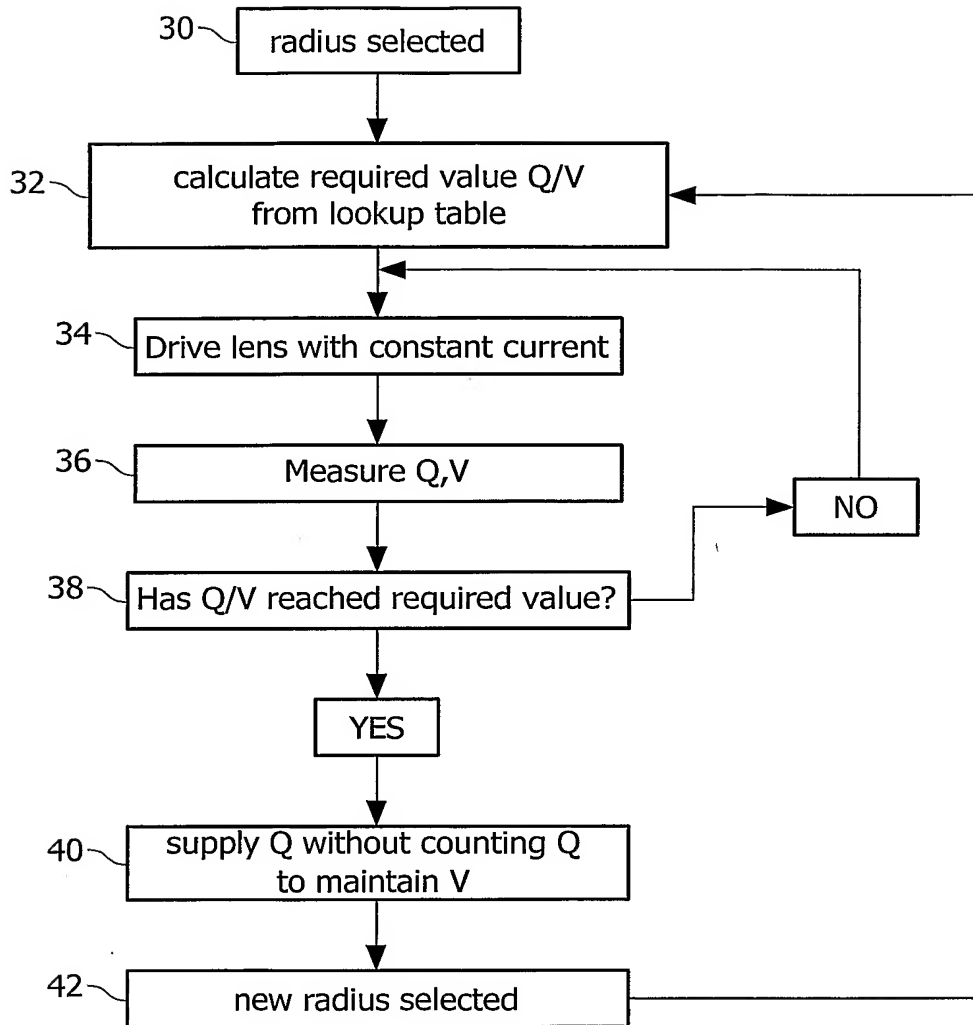 30
radius selected
32
calculate required value Q/V
from lookup table
34
Drive lens with constant current
36
Measure Q,V
NO
38
Has Q/V reached required value?
YES
40
supply Q without counting Q
to maintain V
42
new radius selected